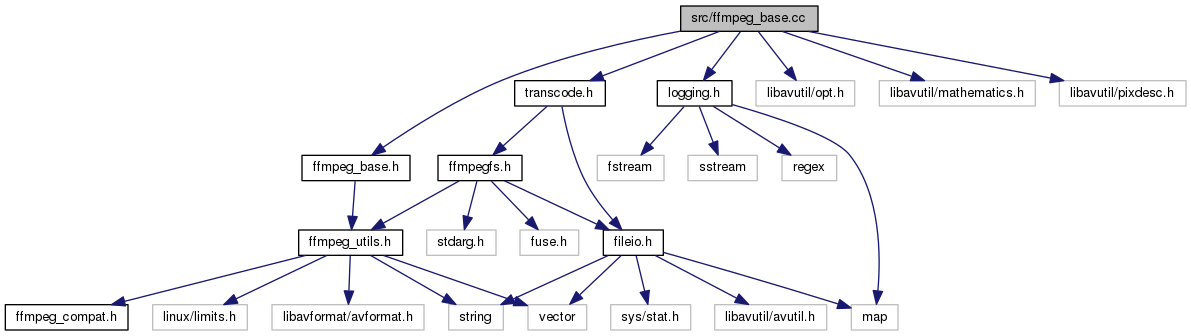 src/ffmpeg_base.cc
transcode.h
logging.h
libavutil/opt.h
libavutil/mathematics.h
libavutil/pixdesc.h
ffmpeg_base.h
ffmpegfs.h
fstream
sstream
regex
ffmpeg_utils.h
stdarg.h
fuse.h
fileio.h
ffmpeg_compat.h
linux/limits.h
libavformat/avformat.h
string
vector
sys/stat.h
libavutil/avutil.h
map